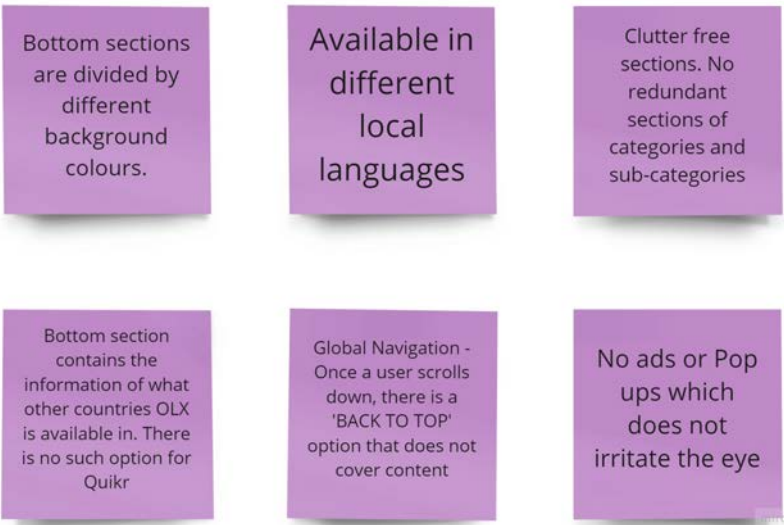 Bottom sections
are divided by
different
background
colours.
Available in
different
local
languages
Clutter free
sections. No
redundant
sections of
categories and
sub-categories
Bottom section
contains the
information of what
other countries OLX
is available in. There
is no such option for
Quikr
Global Navigation -
Once a user scrolls
down, there is a
'BACK TO TOP'
option that does not
cover content
No ads or Pop
ups which
does not
irritate the eye